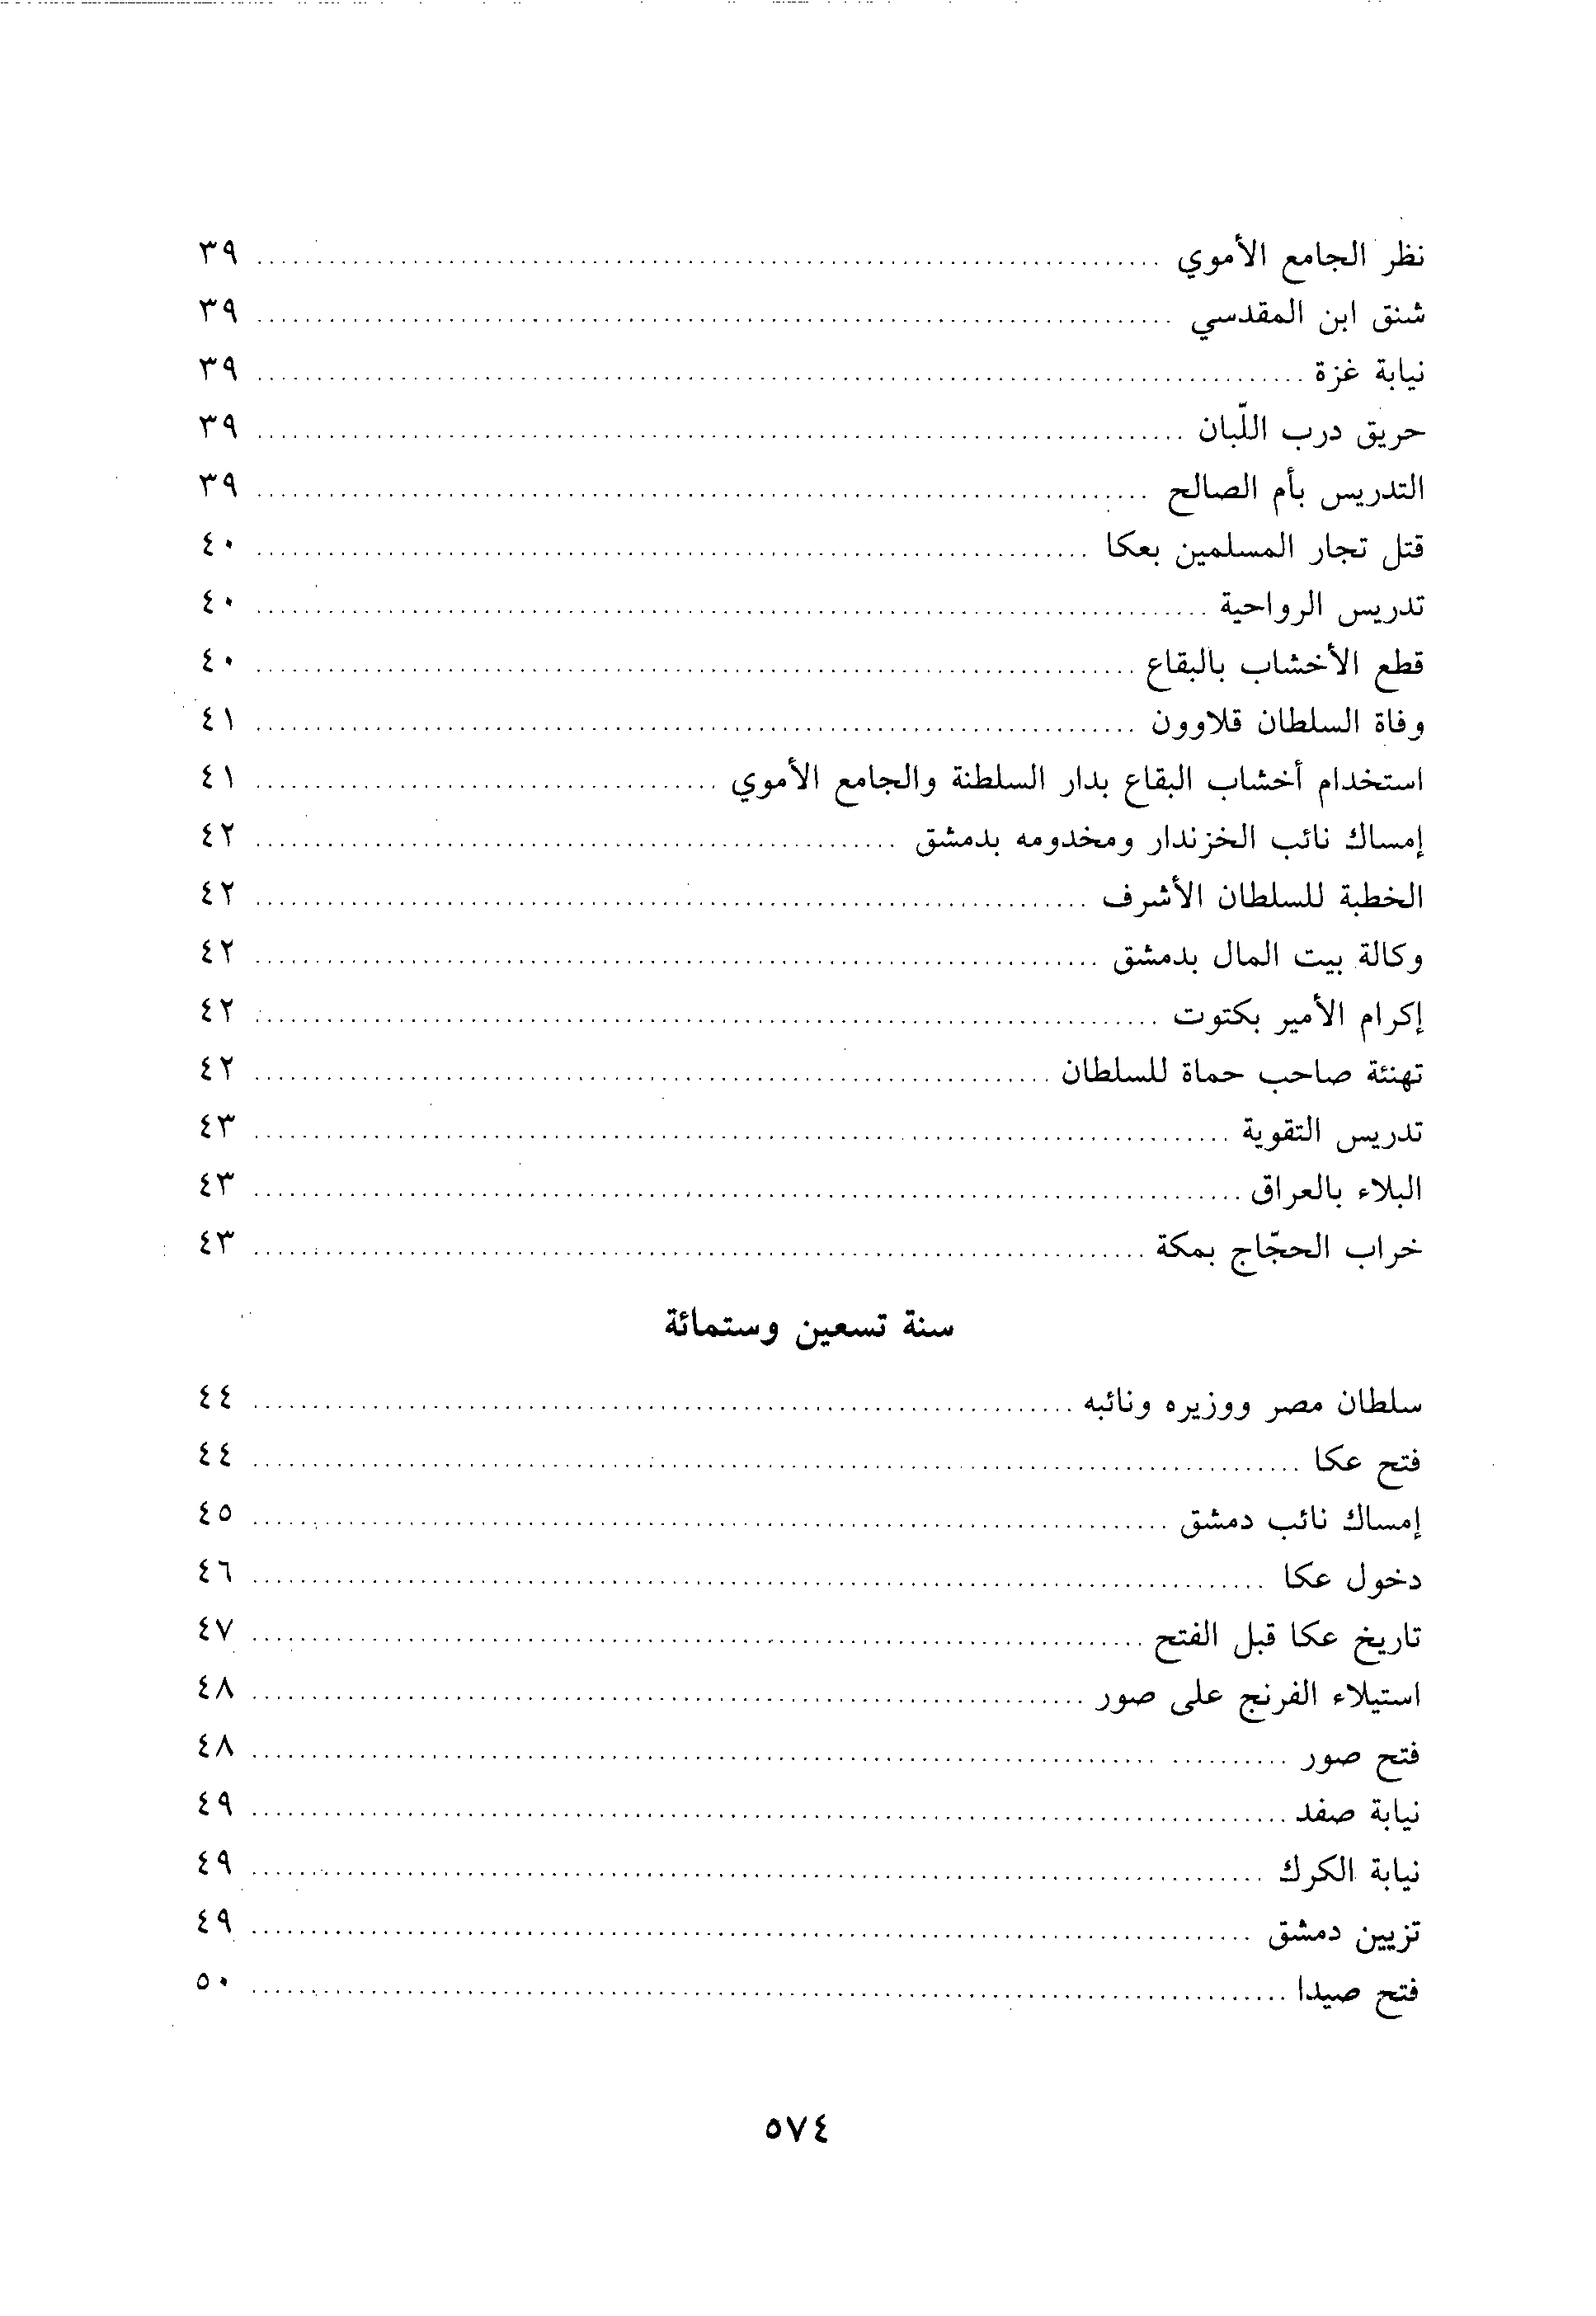 نظر الجامع الأموي ........ ٣٩
شنق ابن المقدسي ........ ٣٩
نيابة غزة ........ ٣٩
حريق درب اللّبان ........ ٣٩
التدريس بأم الصالح ........ ٣٩
قتل تجار المسلمين بعكا ........ ٤٠
تدريس الرواحية ........ ٤٠
قطع الأخشاب بالبقاع ........ ٤٠
وفاة السلطان قلاوون ........ ٤١
استخدام أخشاب البقاع بدار السلطنة والجامع الأموي ........ ٤١
إمساك نائب الخزندار ومخدومه بدمشق ........ ٤٢
الخطبة للسلطان الأشرف ........ ٤٢
وكالة بيت المال بدمشق ........ ٤٢
إكرام الأمير بكتوت ........ ٤٢
تهنئة صاحب حماة للسلطان ........ ٤٢
تدريس التقوية ........ ٤٣
البلاء بالعراق ........ ٤٣
خراب الحجّاج بمكة ........ ٤٣
سنة تسعين وستمائة
سلطان مصر ووزيره ونائبه ........ ٤٤
فتح عكا ........ ٤٤
إمساك نائب دمشق ........ ٤٥
دخول عكا ........ ٤٦
تاريخ عكا قبل الفتح ........ ٤٧
استيلاء الفرنج على صور ........ ٤٨
فتح صور ........ ٤٨
نيابة صفد ........ ٤٩
نيابة الكرك ........ ٤٩
تزيين دمشق ........ ٤٩
فتح صيدا ........ ٥٠
٥٧٤